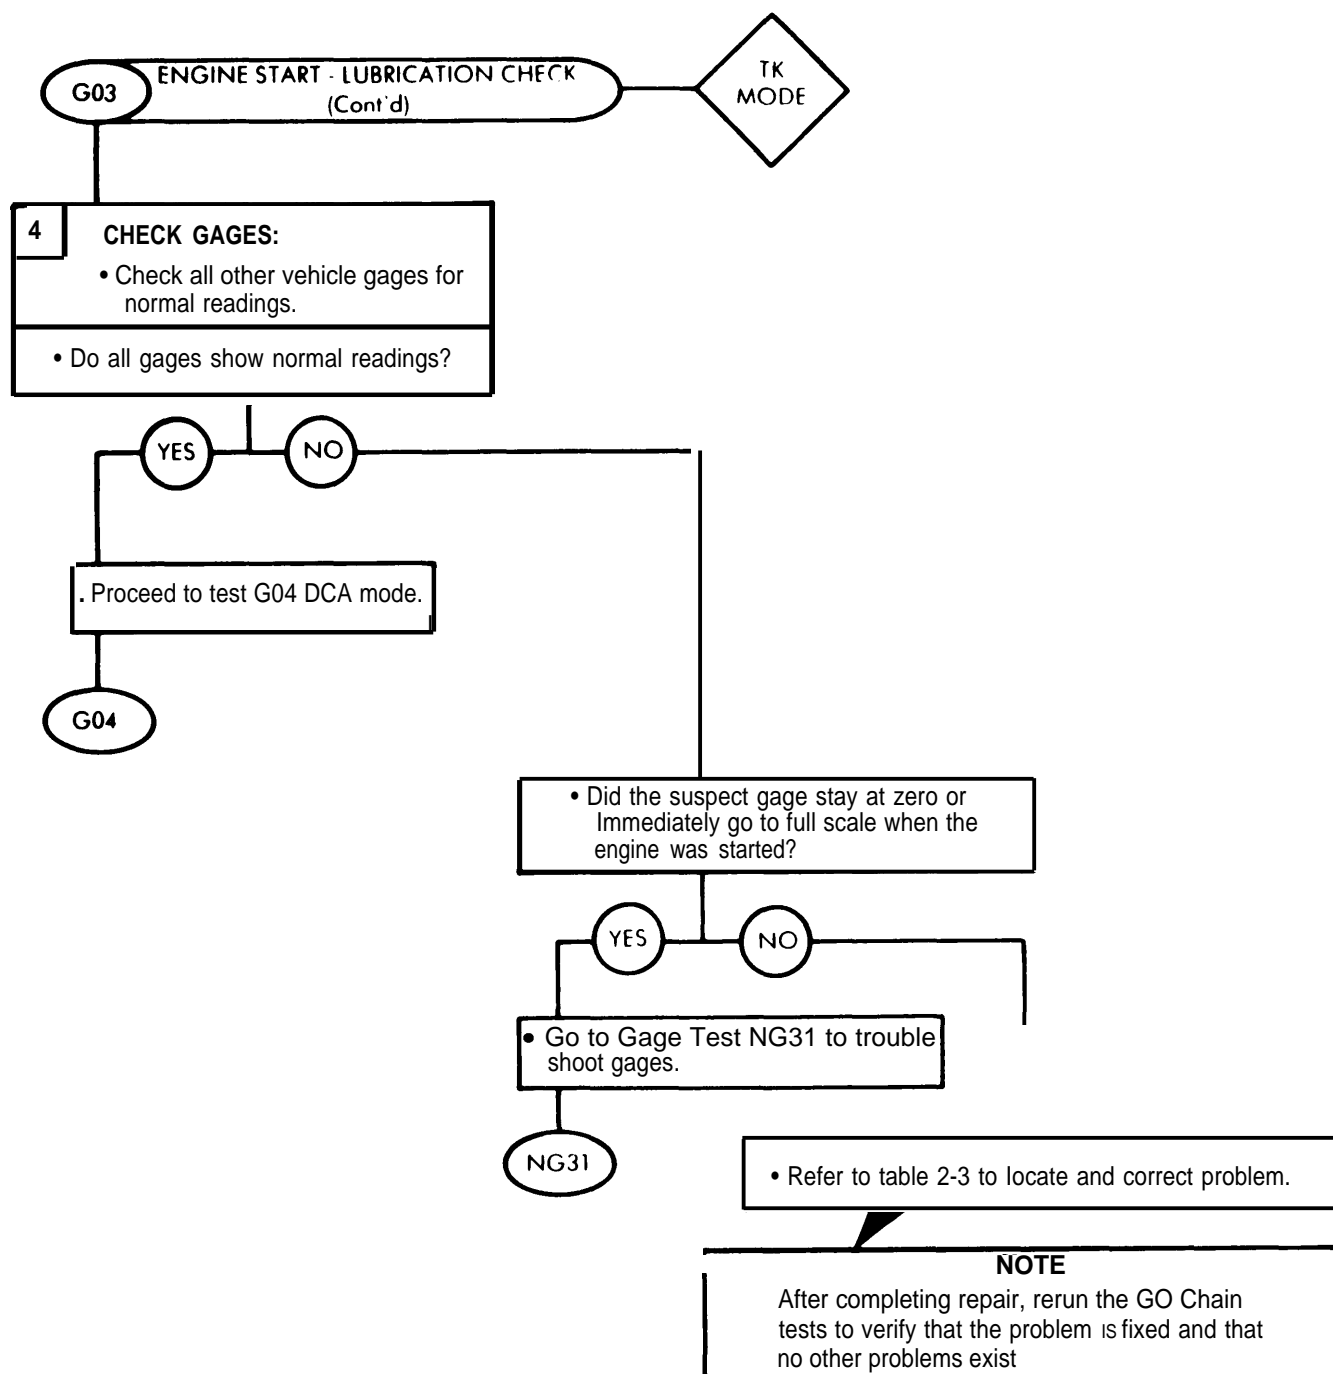 G03
ENGINE START - LUBRICATION CHECK
(Cont'd)
TK
MODE
4
CHECK GAGES:
• Check all other vehicle gages for
normal readings.
• Do all gages show normal readings?
YES
NO
. Proceed to test G04 DCA mode.
G04
• Did the suspect gage stay at zero or
Immediately go to full scale when the
engine was started?
YES
NO
• Go to Gage Test NG31 to trouble
shoot gages.
NG31
• Refer to table 2-3 to locate and correct problem.
NOTE
After completing repair, rerun the GO Chain
tests to verify that the problem IS fixed and that
no other problems exist